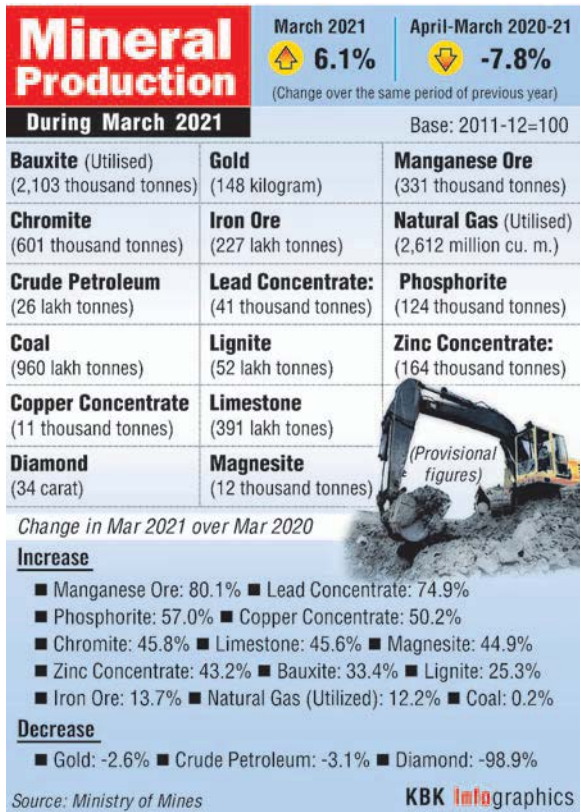 Mineral
Production
During March 2021
March 2021
6.1%
April-March 2020-21
-7.8%
(Change over the same period of previous year)
Base: 2011-12=100
Bauxite (Utilised)
(2,103 thousand tonnes)
Gold
(148 kilogram)
Manganese Ore
(331 thousand tonnes)
Chromite
(601 thousand tonnes)
Iron Ore
(227 lakh tonnes)
Natural Gas (Utilised)
(2,612 million cu. m.)
Crude Petroleum
(26 lakh tonnes)
Lead Concentrate:
(41 thousand tonnes)
Phosphorite
(124 thousand tonnes)
Coal
(960 lakh tonnes)
Lignite
(52 lakh tonnes)
Zinc Concentrate:
(164 thousand tonnes)
Copper Concentrate
(11 thousand tonnes)
Limestone
(391 lakh tones)
Diamond
(34 carat)
Magnesite
(12 thousand tonnes)
(Provisional
figures)
Change in Mar 2021 over Mar 2020
Increase
■ Manganese Ore: 80.1% ■ Lead Concentrate: 74.9%
■ Phosphorite: 57.0% ■ Copper Concentrate: 50.2%
■ Chromite: 45.8% ■ Limestone: 45.6% ■ Magnesite: 44.9%
■ Zinc Concentrate: 43.2% ■ Bauxite: 33.4% ■ Lignite: 25.3%
■ Iron Ore: 13.7% ■ Natural Gas (Utilized): 12.2% ■ Coal: 0.2%
Decrease
■ Gold: -2.6% ■ Crude Petroleum: -3.1% ■ Diamond: -98.9%
Source: Ministry of Mines
KBK Infographics